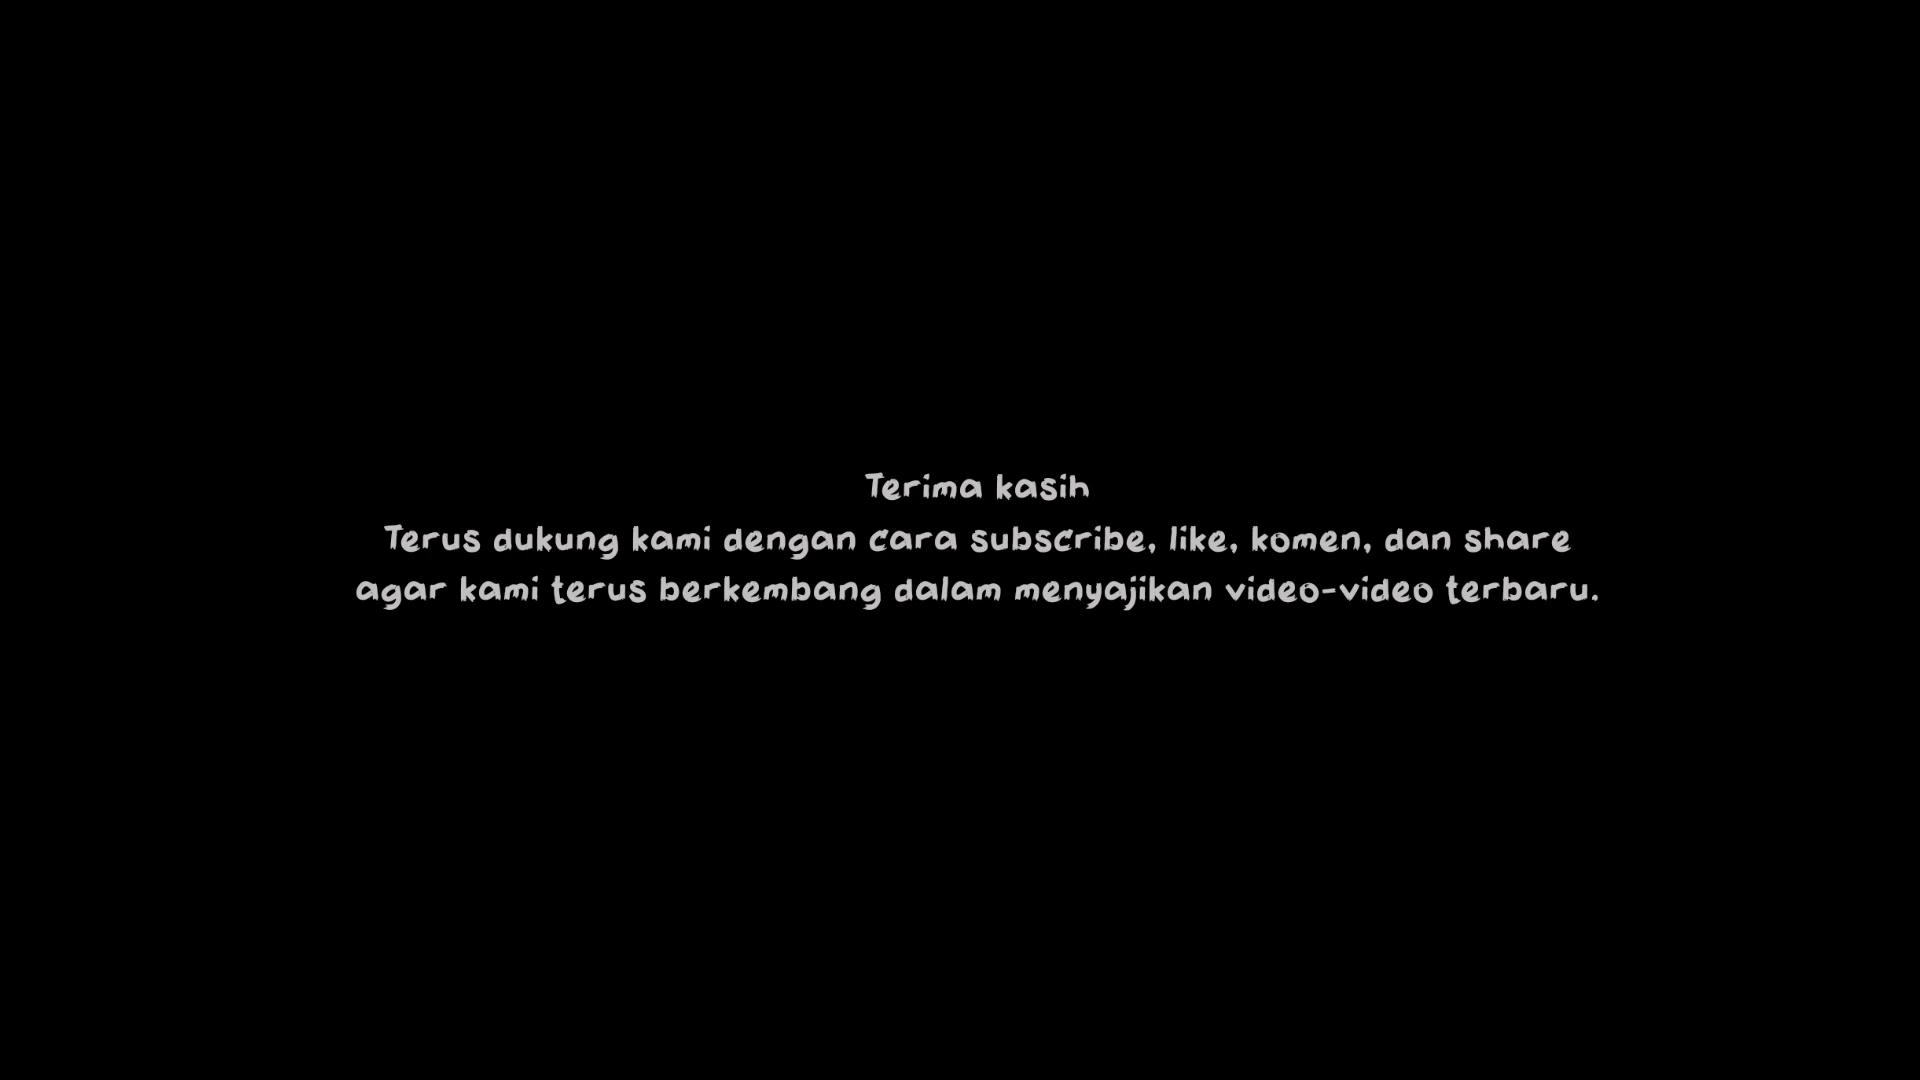 Terima kasih
Terus dukung kami dengan cara subscribe, like, komen, dan share
agar kami terus berkembang dalam menyajikan video-video terbaru.